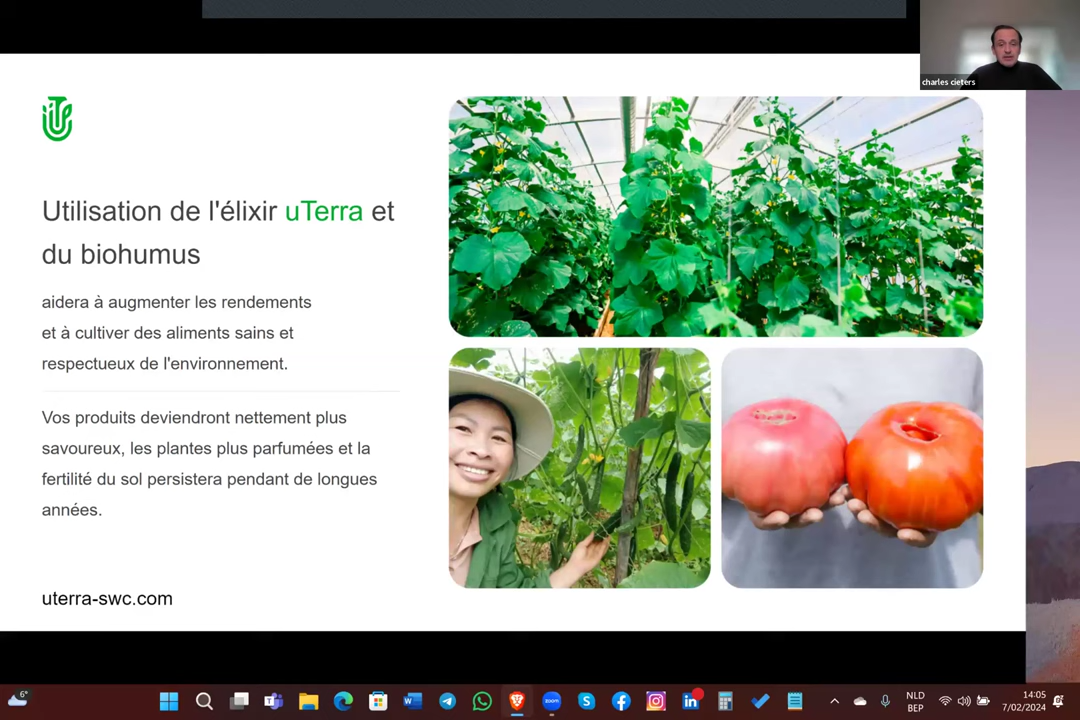 charles cieters
Utilisation de l'élixir uTerra et
du biohumus
aidera à augmenter les rendements
et à cultiver des aliments sains et
respectueux de l'environnement.
Vos produits deviendront nettement plus
savoureux, les plantes plus parfumées et la
fertilité du sol persistera pendant de longues
années.
uterra-swc.com
6°
NLD
BEP
14:05
7/02/2024